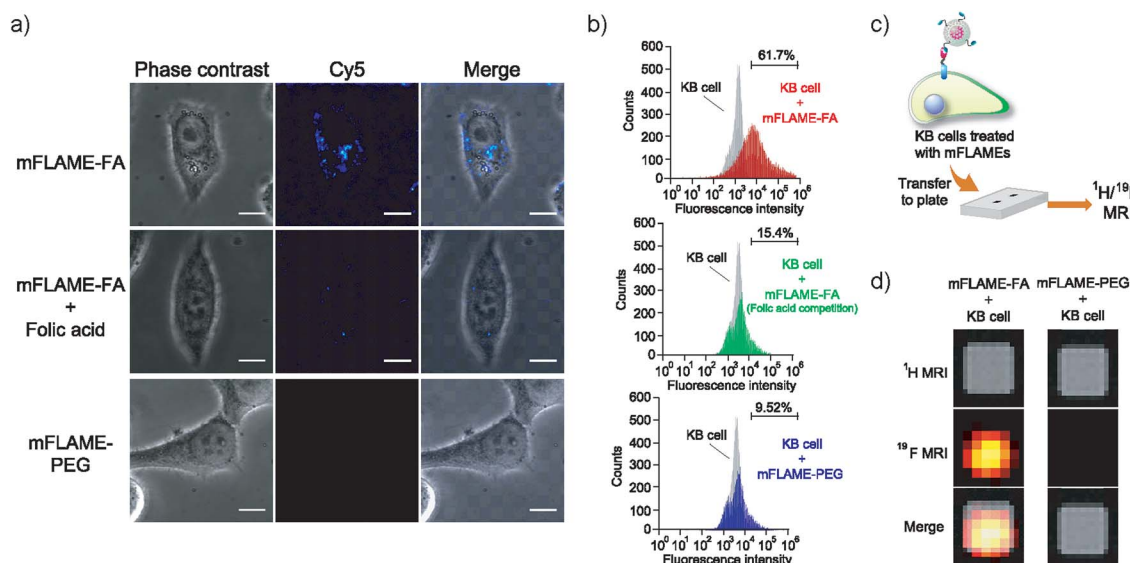 a)
Phase contrast Cy5 Merge
mFLAME-FA
mFLAME-FA
+
Folic acid
mFLAME-
PEG
b)
600
500
400
300
200
100
0
Counts
61.7%
KB cell
KB cell
+
mFLAME-FA
10⁰ 10¹ 10² 10³ 10⁴ 10⁵ 10⁶
Fluorescence intensity
600
500
400
300
200
100
0
Counts
15.4%
KB cell
KB cell
+
mFLAME-FA
(Folic acid competition)
10⁰ 10¹ 10² 10³ 10⁴ 10⁵ 10⁶
Fluorescence intensity
600
500
400
300
200
100
0
Counts
9.52%
KB cell
KB cell
+
mFLAME-PEG
10⁰ 10¹ 10² 10³ 10⁴ 10⁵ 10⁶
Fluorescence intensity
c)
KB cells treated
with mFLAMEs
Transfer
to plate
¹H/¹⁹
MR
d)
mFLAME-FA
+
KB cell
mFLAME-PEG
+
KB cell
¹H MRI
¹⁹F MRI
Merge